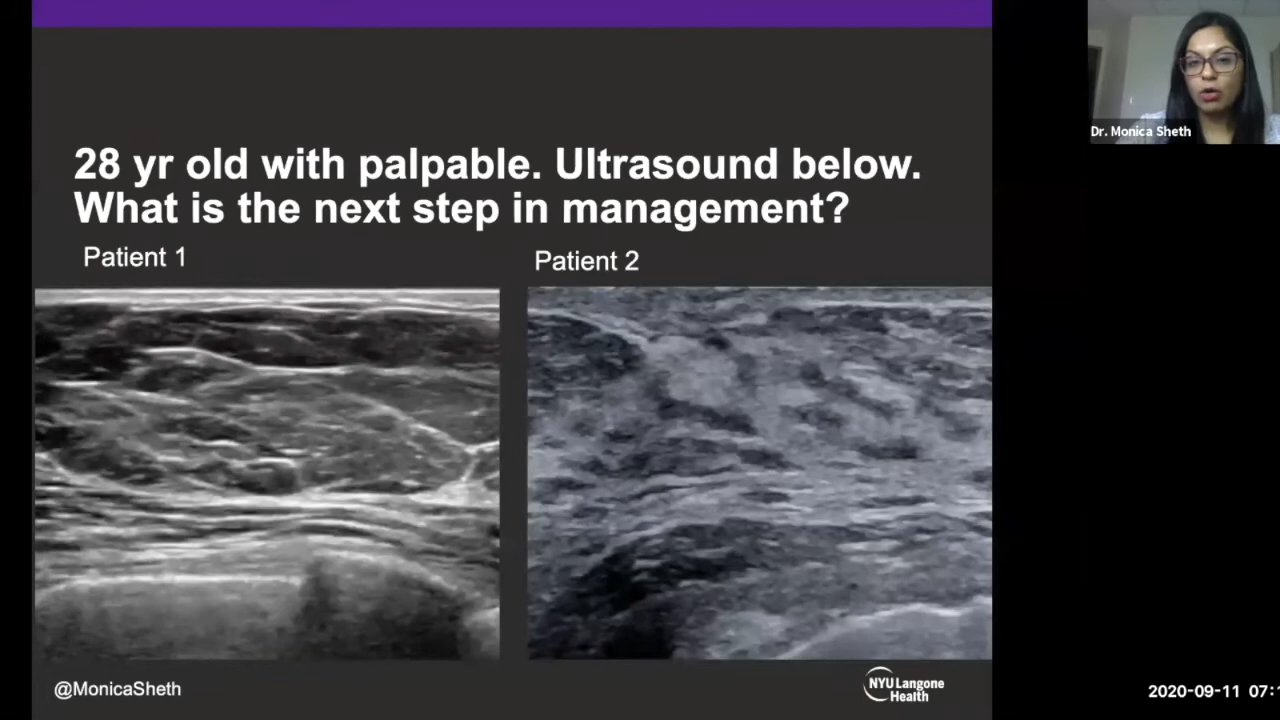 Dr. Monica Sheth
28 yr old with palpable. Ultrasound below.
What is the next step in management?
Patient 1
Patient 2
@MonicaSheth
NYU Langone
Health
2020-09-11 07: